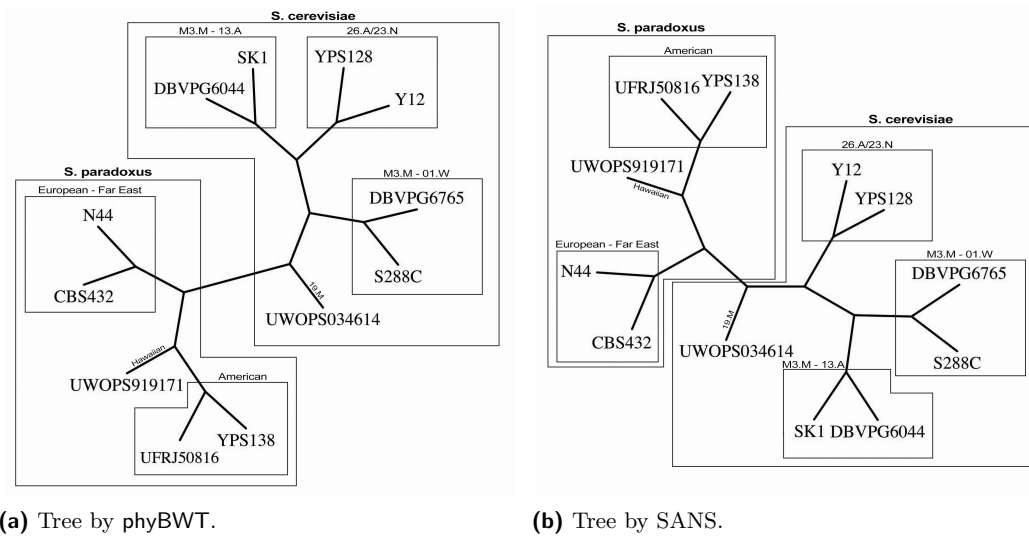 S. cerevisiae
M3.M - 13.A
26.A/23.N
SK1
YPS128
DBVPG6044
Y12
S. paradoxus
European - Far East
M3.M - 01.W
DBVPG6765
N44
S288C
CBS432
19.M
UWOPS034614
Hawaiian
UWOPS919171
American
YPS138
UFRJ50816
(a) Tree by phyBWT.
S. paradoxus
American
UFRJ50816
YPS138
S. cerevisiae
26.A/23.N
UWOPS919171
Hawaiian
Y12
YPS128
European - Far East
N44
M3.M - 01.W
DBVPG6765
19.M
CBS432
UWOPS034614
S288C
M3.M - 13.A
SK1 DBVPG6044
(b) Tree by SANS.